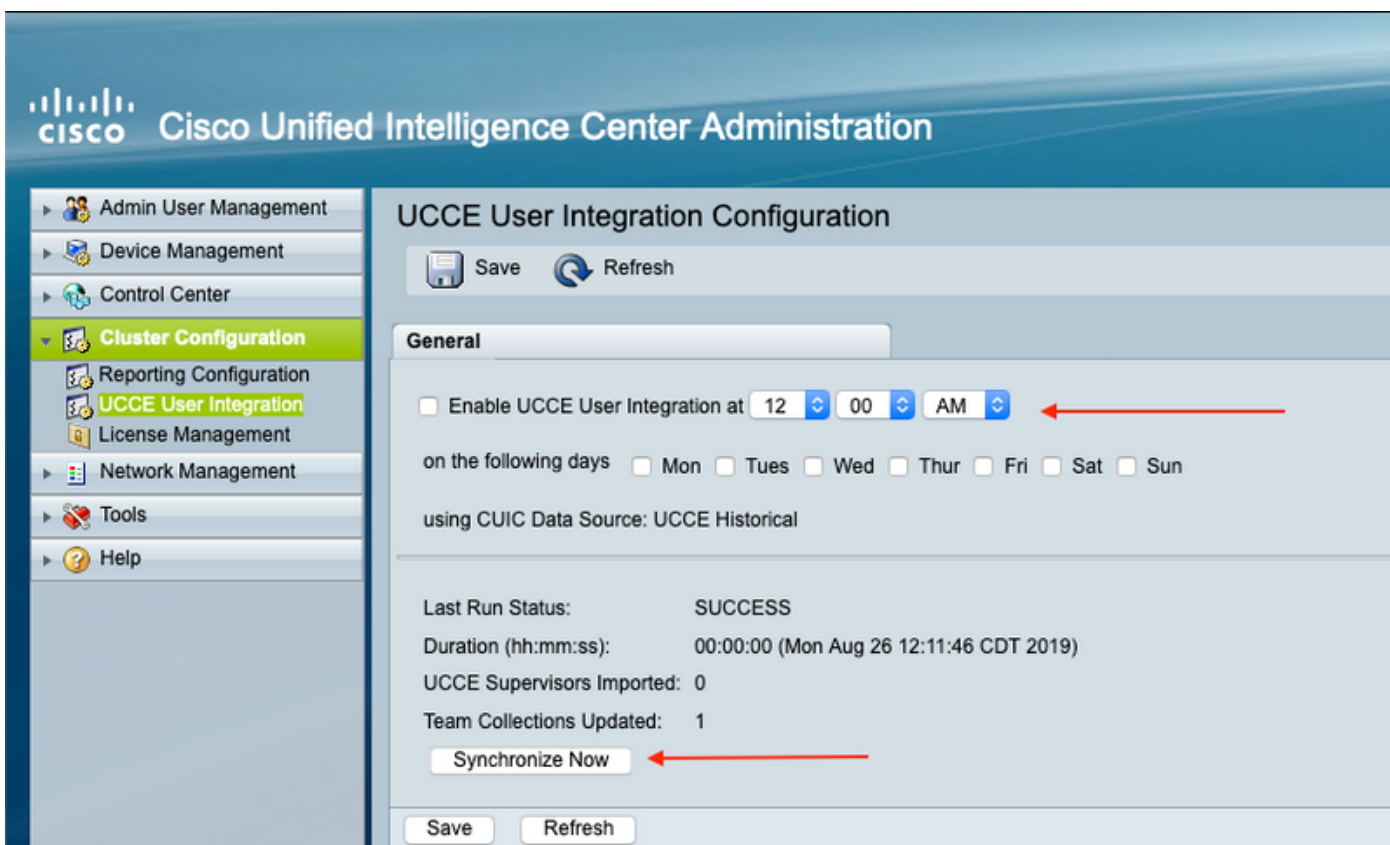 CISCO Cisco Unified Intelligence Center Administration
Admin User Management
Device Management
Control Center
Cluster Configuration
Reporting Configuration
UCCE User Integration
License Management
Network Management
Tools
Help
UCCE User Integration Configuration
Save Refresh
General
Enable UCCE User Integration at 12 00 AM
on the following days Mon Tues Wed Thur Fri Sat Sun
using CUIC Data Source: UCCE Historical
Last Run Status: SUCCESS
Duration (hh:mm:ss): 00:00:00 (Mon Aug 26 12:11:46 CDT 2019)
UCCE Supervisors Imported: 0
Team Collections Updated: 1
Synchronize Now
Save Refresh